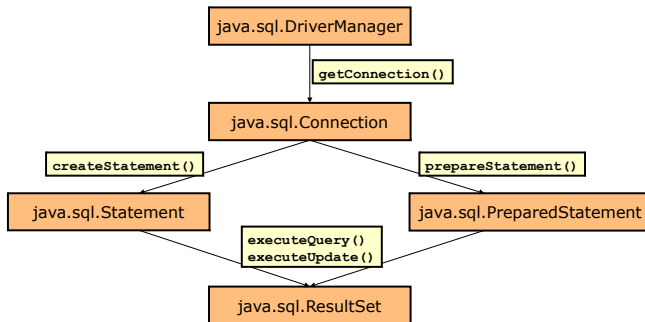 java.sql.DriverManager
getConnection()
java.sql.Connection
createStatement()
prepareStatement()
java.sql.Statement
java.sql.PreparedStatement
executeQuery()
executeUpdate()
java.sql.ResultSet